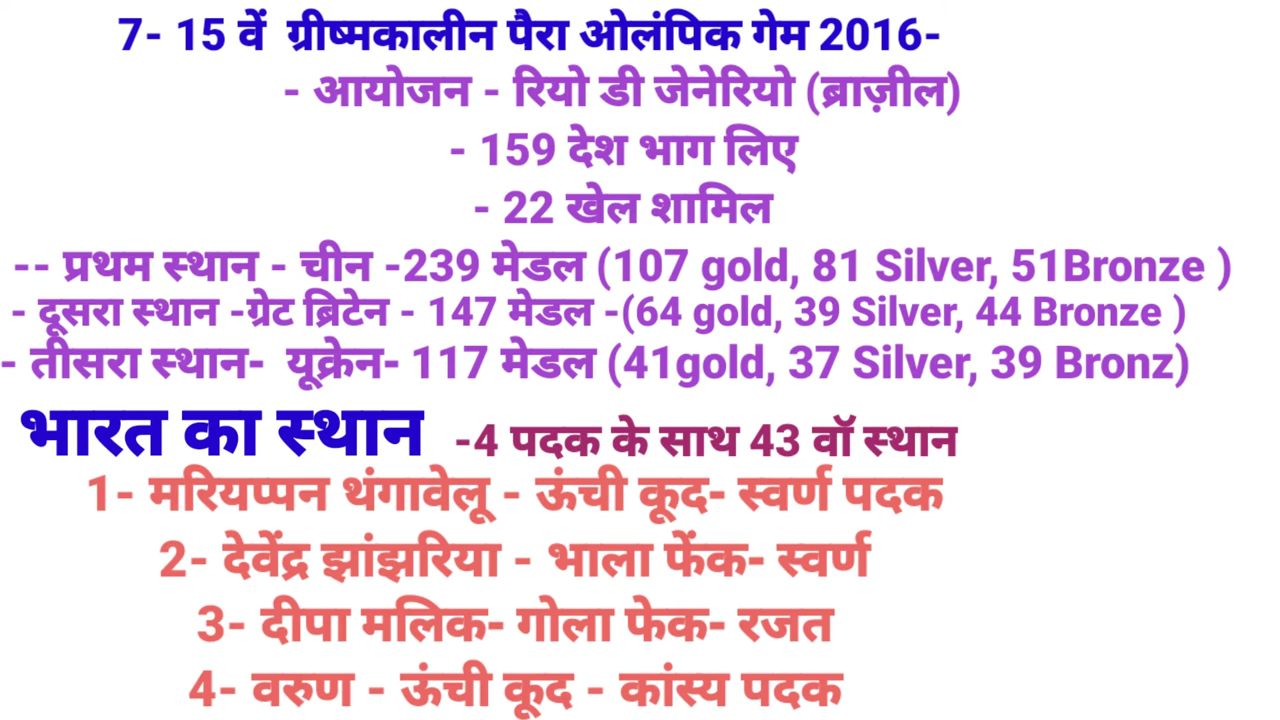 7- 15 वें ग्रीष्मकालीन पैरा ओलंपिक गेम 2016-
- आयोजन - रियो डी जेनेरियो (ब्राज़ील)
- 159 देश भाग लिए
- 22 खेल शामिल
-- प्रथम स्थान - चीन -239 मेडल (107 gold, 81 Silver, 51Bronze )
- दूसरा स्थान -ग्रेट ब्रिटेन - 147 मेडल -(64 gold, 39 Silver, 44 Bronze )
- तीसरा स्थान- यूक्रेन- 117 मेडल (41gold, 37 Silver, 39 Bronz)
भारत का स्थान -4 पदक के साथ 43 वॉ स्थान
1- मरियप्पन थंगावेलू - ऊंची कूद- स्वर्ण पदक
2- देवेंद्र झांझरिया - भाला फेंक- स्वर्ण
3- दीपा मलिक- गोला फेक- रजत
4- वरुण - ऊंची कूद - कांस्य पदक